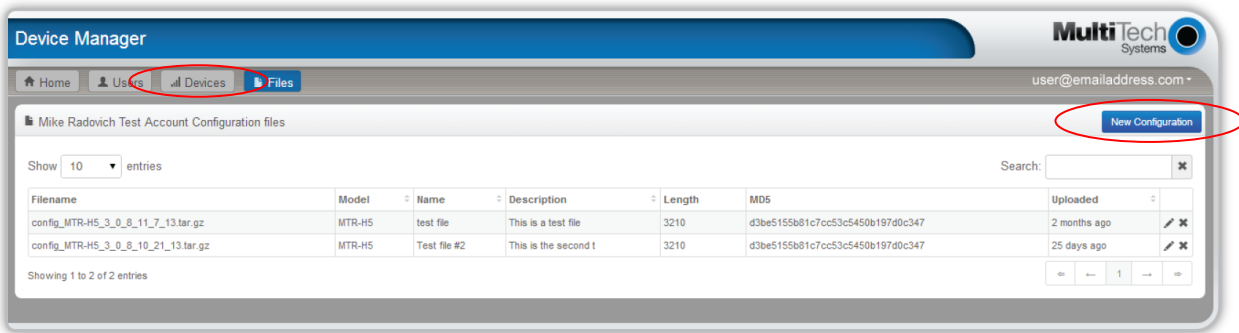 Device Manager
MultiTech
Systems
Home Users Devices Files
user@emailaddress.com
Mike Radovich Test Account Configuration files
New Configuration
Show 10 entries
Search:
Filename Model Name Description Length MD5 Uploaded
config_MTR-H5_3_0_8_11_7_13.tar.gz MTR-H5 test file This is a test file 3210 d3be5155b81c7cc53c5450b197d0c347 2 months ago
config_MTR-H5_3_0_8_10_21_13.tar.gz MTR-H5 Test file #2 This is the second t 3210 d3be5155b81c7cc53c5450b197d0c347 25 days ago
Showing 1 to 2 of 2 entries
1